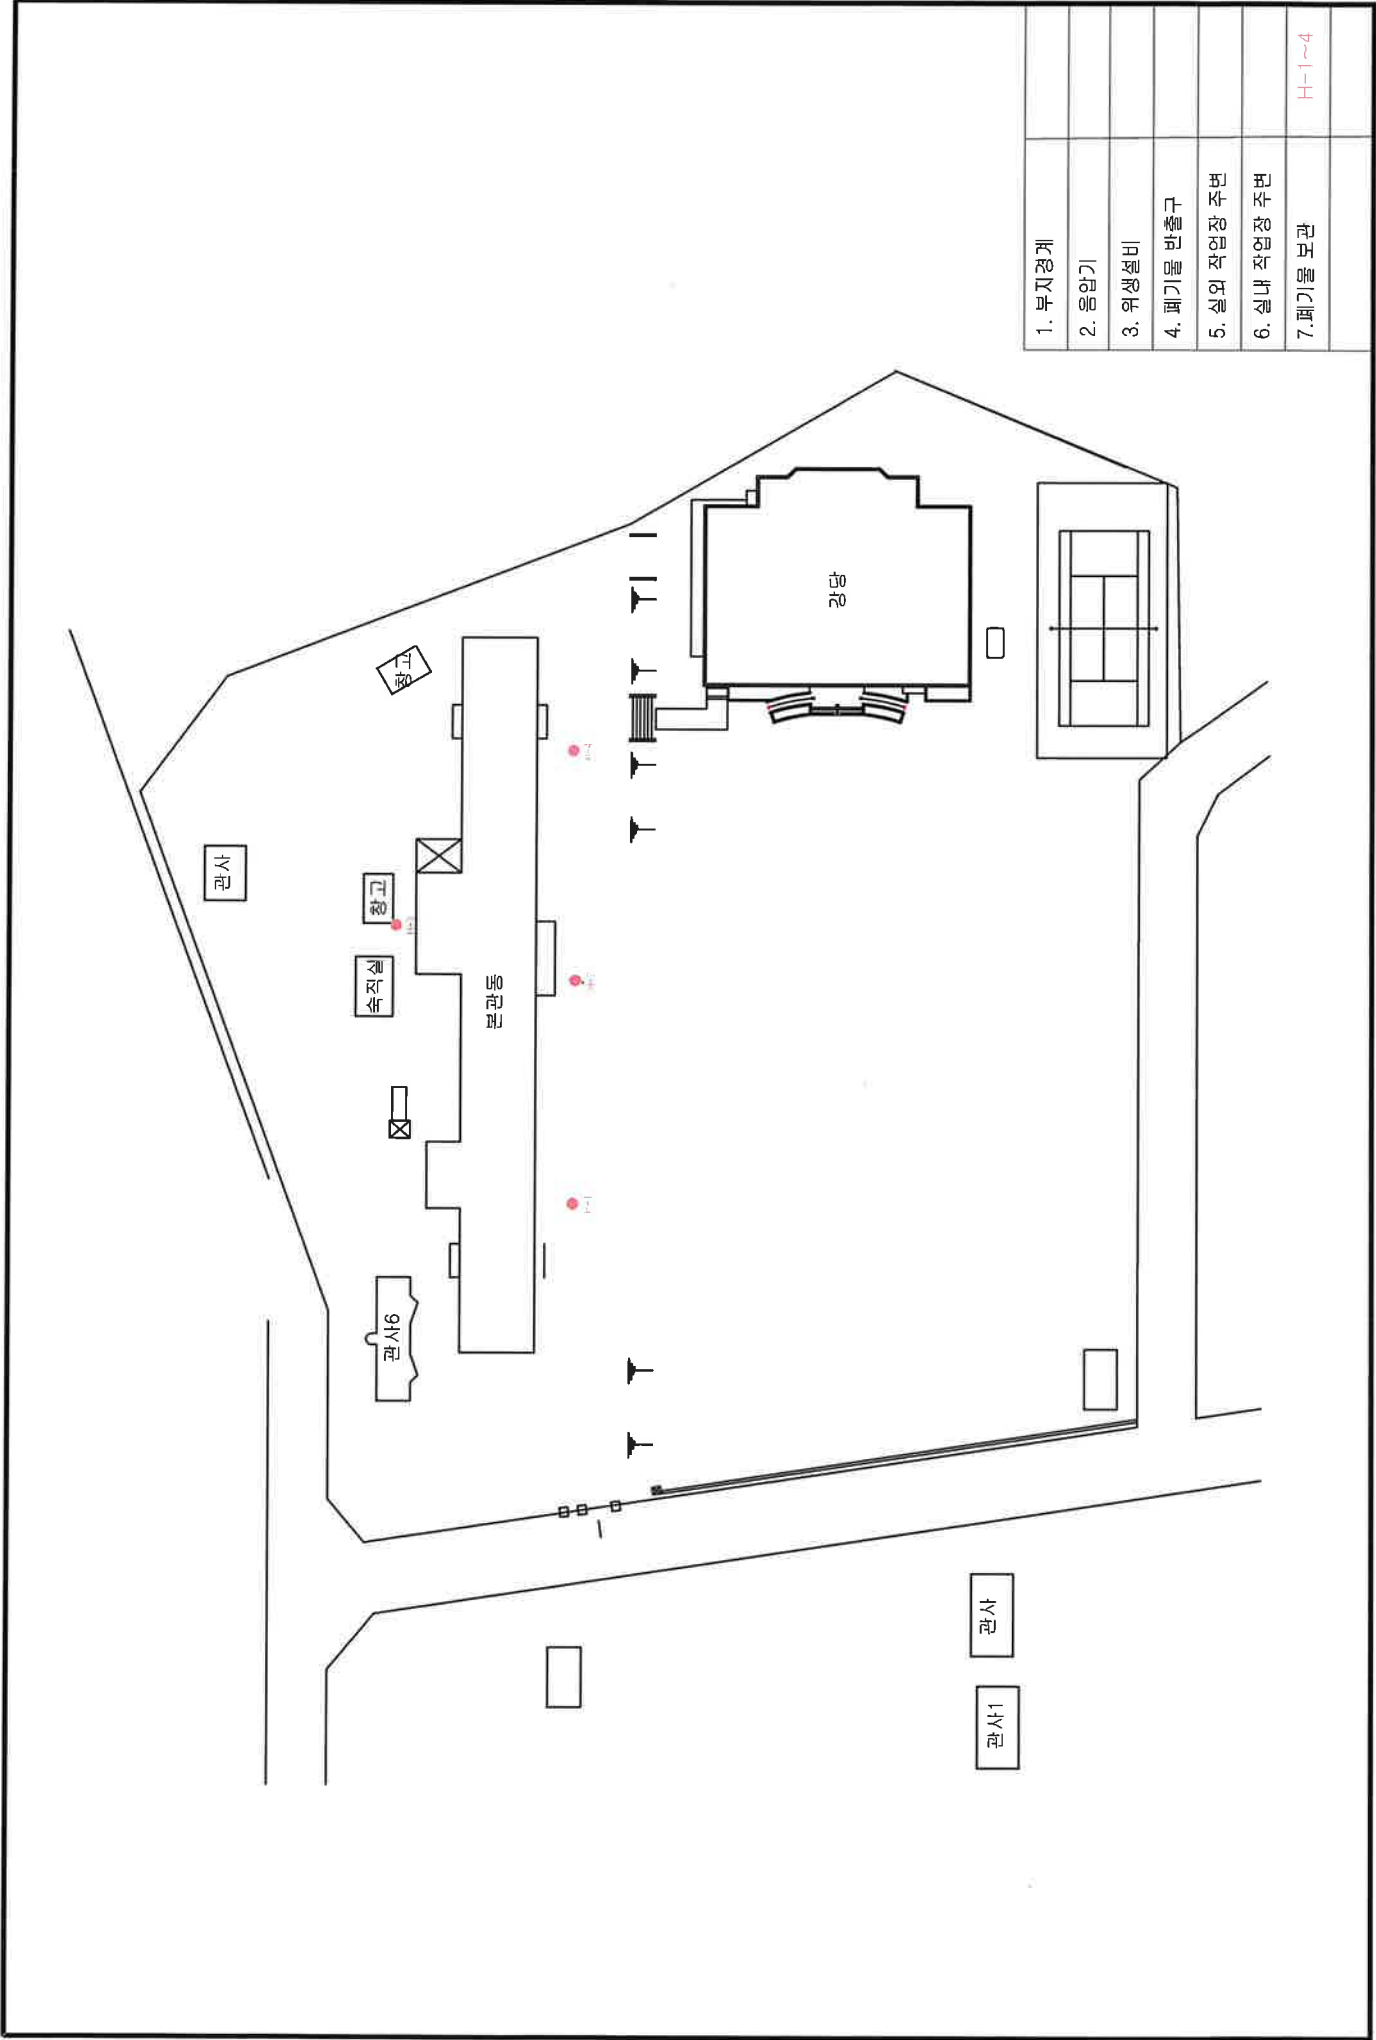 관사
창고
창고
숙직실
본관동
관사6
강당
관사
관사1
1. 부지경계
2. 음압기
3. 위생설비
4. 폐기물 반출구
5. 실외 작업장 주변
6. 실내 작업장 주변
7.폐기물 보관 H-1~4